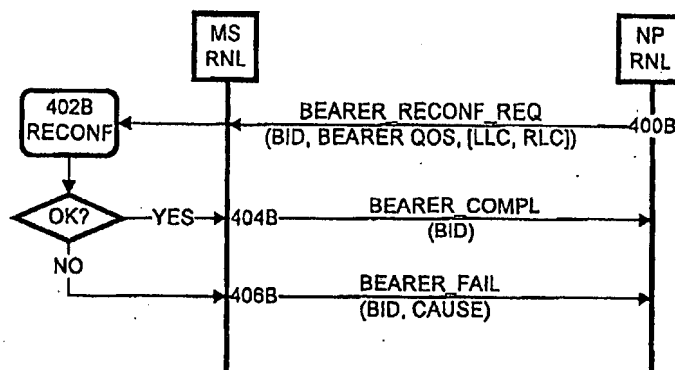 MS
RNL
NP
RNL
402B
RECONF
BEARER_RECONF_REQ
(BID, BEARER QOS, [LLC, RLC])
400B
OK?
YES
404B
BEARER_COMPL
(BID)
NO
406B
BEARER_FAIL
(BID, CAUSE)